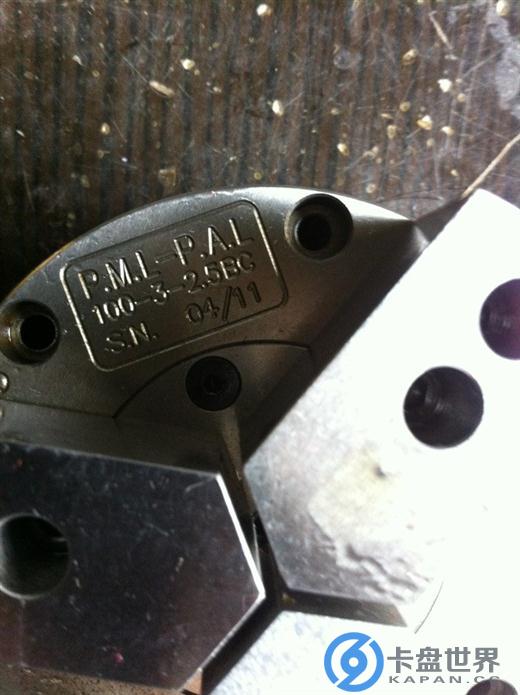 P.M.L-P.A.L
100-3-2.5BC
S.N. 04/11
卡盘世界
KAPAN.CC